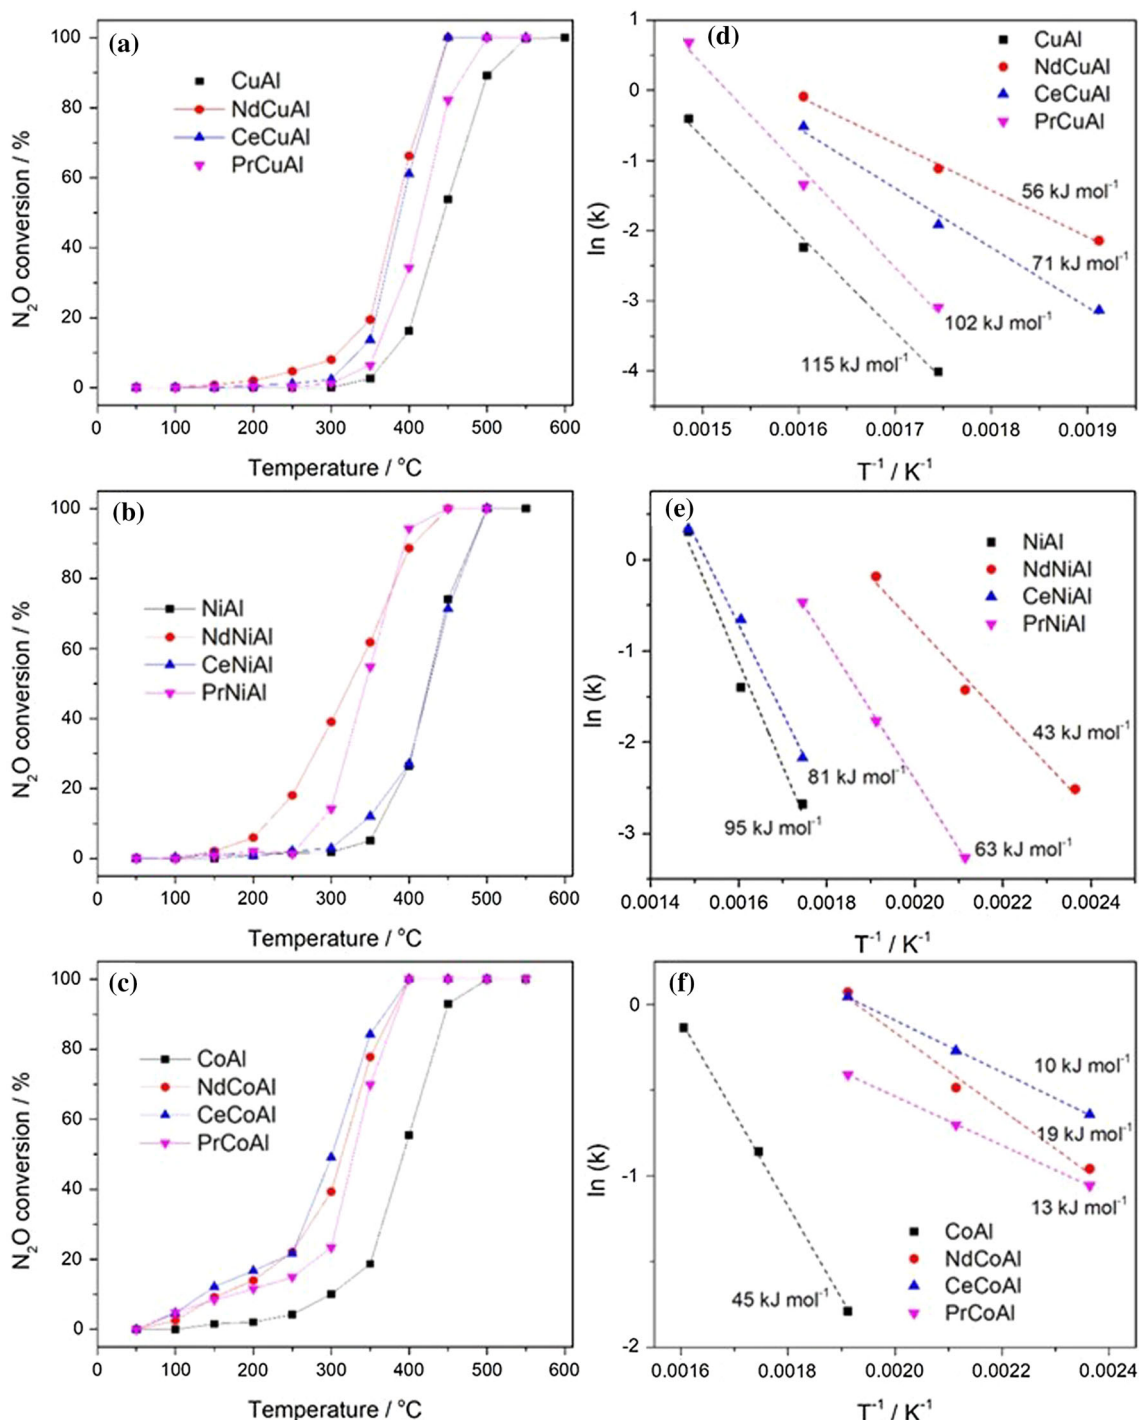 (a)
CuAl
NdCuAl
CeCuAl
PrCuAl
N2O conversion / %
100
80
60
40
20
0
0 100 200 300 400 500 600
Temperature / °C
(d)
CuAl
NdCuAl
CeCuAl
PrCuAl
ln (k)
1
0
-1
-2
-3
-4
56 kJ mol-1
71 kJ mol-1
102 kJ mol-1
115 kJ mol-1
0.0015 0.0016 0.0017 0.0018 0.0019
T-1 / K-1
(b)
NiAl
NdNiAl
CeNiAl
PrNiAl
N2O conversion / %
100
80
60
40
20
0
0 100 200 300 400 500 600
Temperature / °C
(e)
NiAl
NdNiAl
CeNiAl
PrNiAl
ln (k)
0
-1
-2
-3
43 kJ mol-1
81 kJ mol-1
95 kJ mol-1
63 kJ mol-1
0.0014 0.0016 0.0018 0.0020 0.0022 0.0024
T-1 / K-1
(c)
CoAl
NdCoAl
CeCoAl
PrCoAl
N2O conversion / %
100
80
60
40
20
0
0 100 200 300 400 500 600
Temperature / °C
(f)
ln (k)
0
-1
-2
10 kJ mol-1
19 kJ mol-1
13 kJ mol-1
45 kJ mol-1
CoAl
NdCoAl
CeCoAl
PrCoAl
0.0016 0.0018 0.0020 0.0022 0.0024
T-1 / K-1